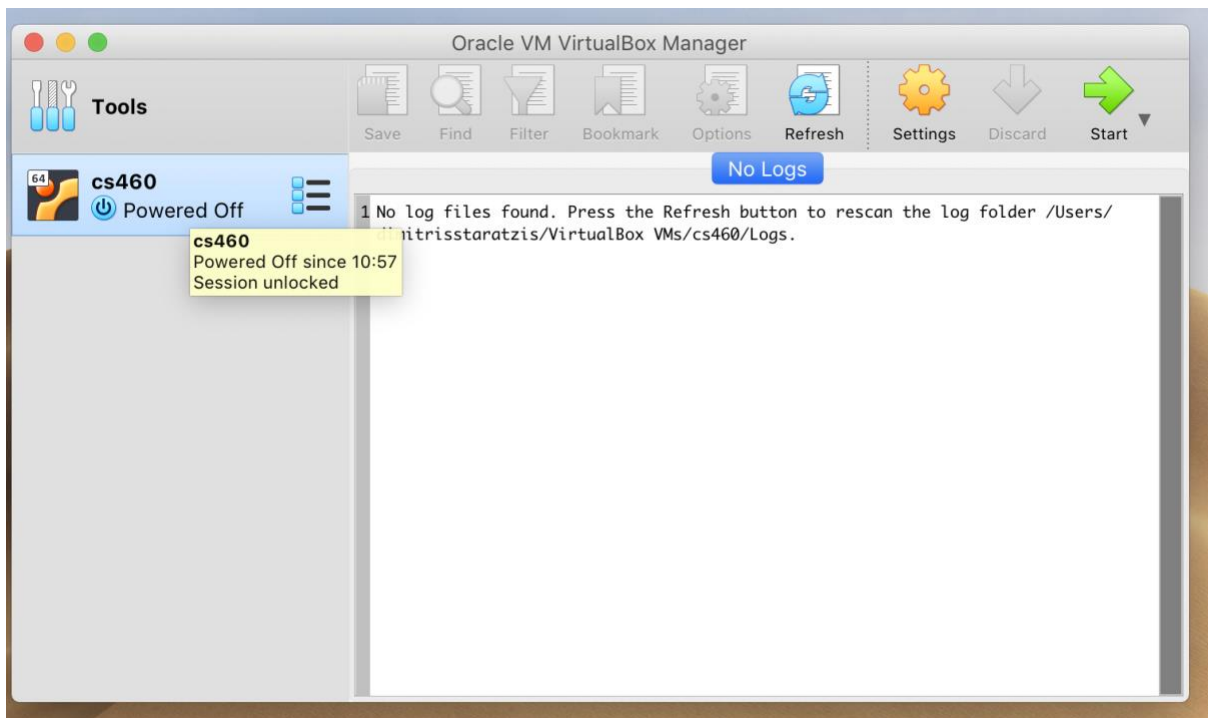 Oracle VM VirtualBox Manager
Tools
Save Find Filter Bookmark Options Refresh Settings Discard Start
64
cs460
Powered Off
cs460
Powered Off since 10:57
Session unlocked
No Logs
1 No log files found. Press the Refresh button to rescan the log folder /Users/
itrisstaratzis/VirtualBox VMs/cs460/Logs.